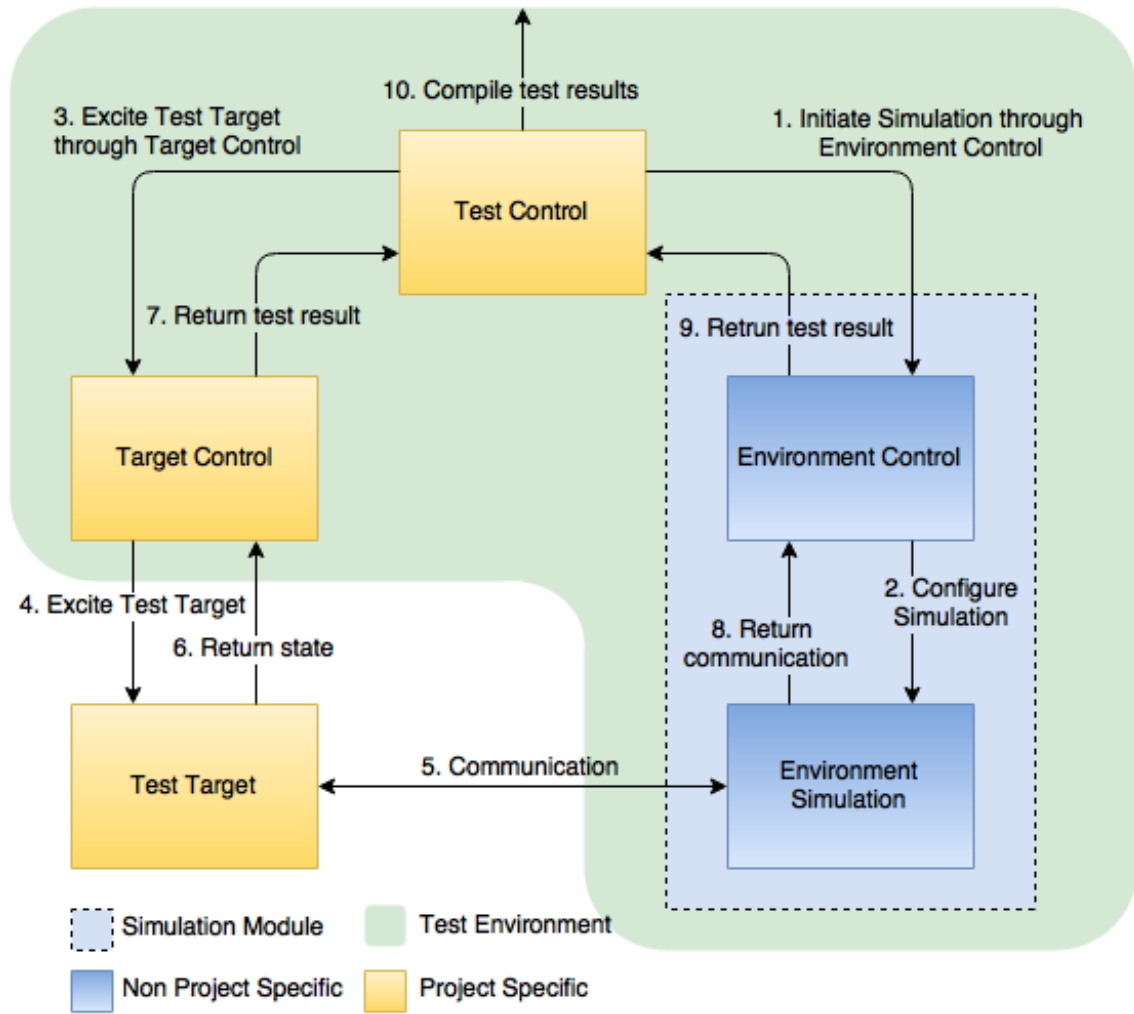 10. Compile test results
3. Excite Test Target
through Target Control
1. Initiate Simulation through
Environment Control
Test Control
7. Return test result
9. Retrun test result
Target Control
Environment Control
4. Excite Test Target
6. Return state
2. Configure
Simulation
8. Return
communication
Test Target
5. Communication
Environment
Simulation
Simulation Module
Test Environment
Non Project Specific
Project Specific